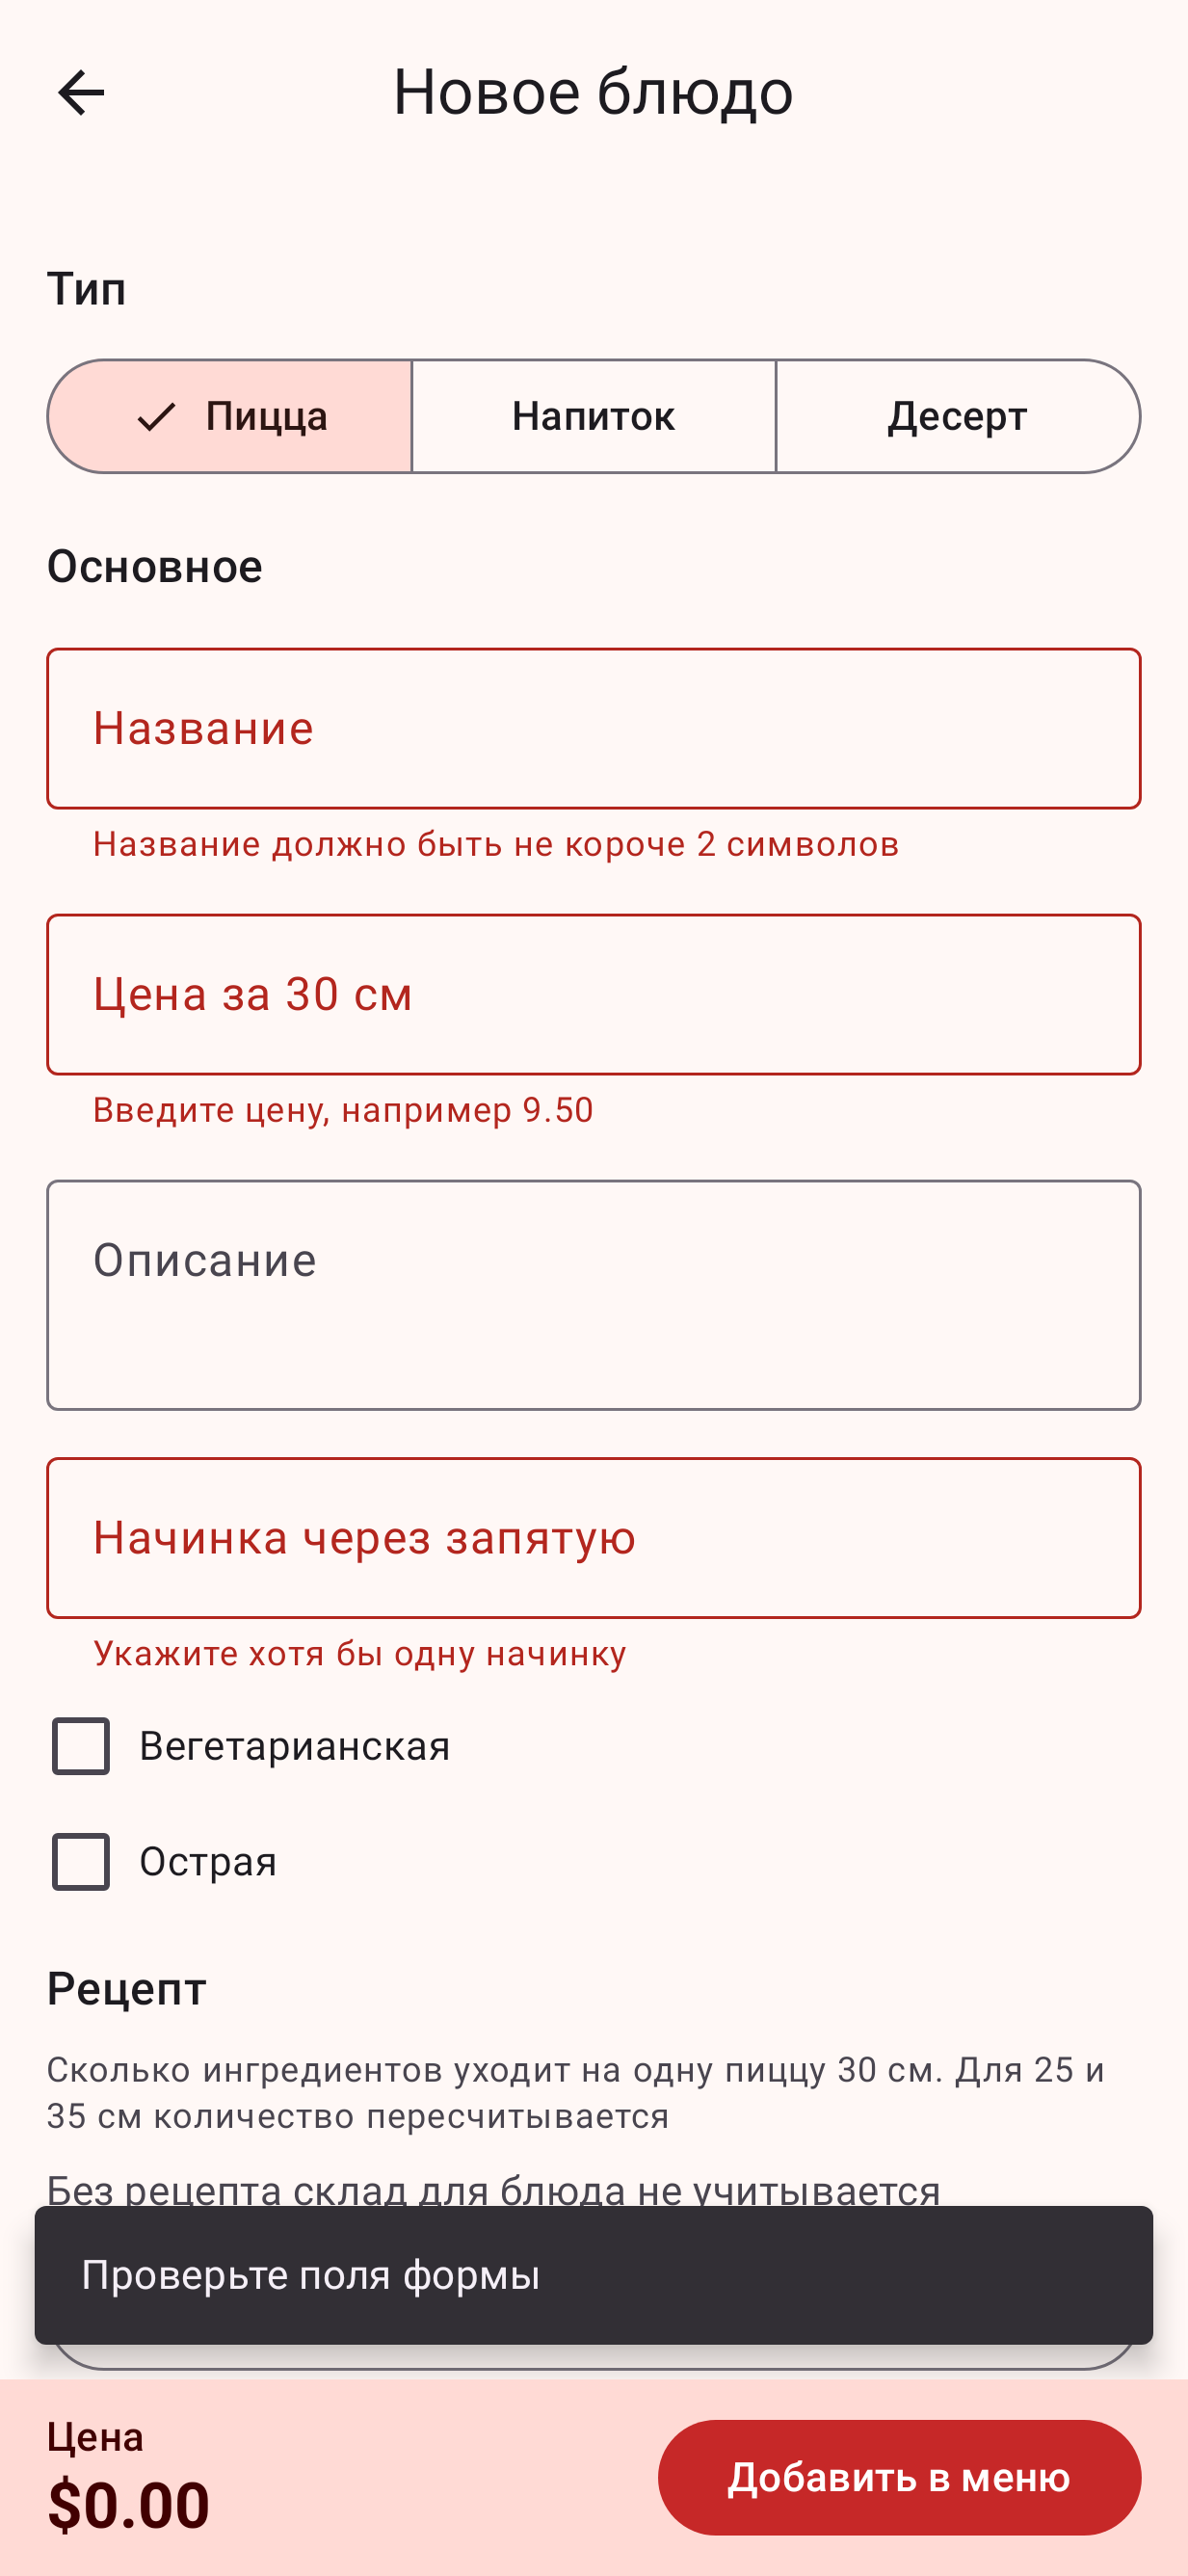 Новое блюдо
Тип
Пицца
Напиток
Десерт
Основное
Название
Название должно быть не короче 2 символов
Цена за 30 см
Введите цену, например 9.50
Описание
Начинка через запятую
Укажите хотя бы одну начинку
Вегетарианская
Острая
Рецепт
Сколько ингредиентов уходит на одну пиццу 30 см. Для 25 и
35 см количество пересчитывается
Без рецепта склад для блюда не учитывается
Проверьте поля формы
Цена
$0.00
Добавить в меню